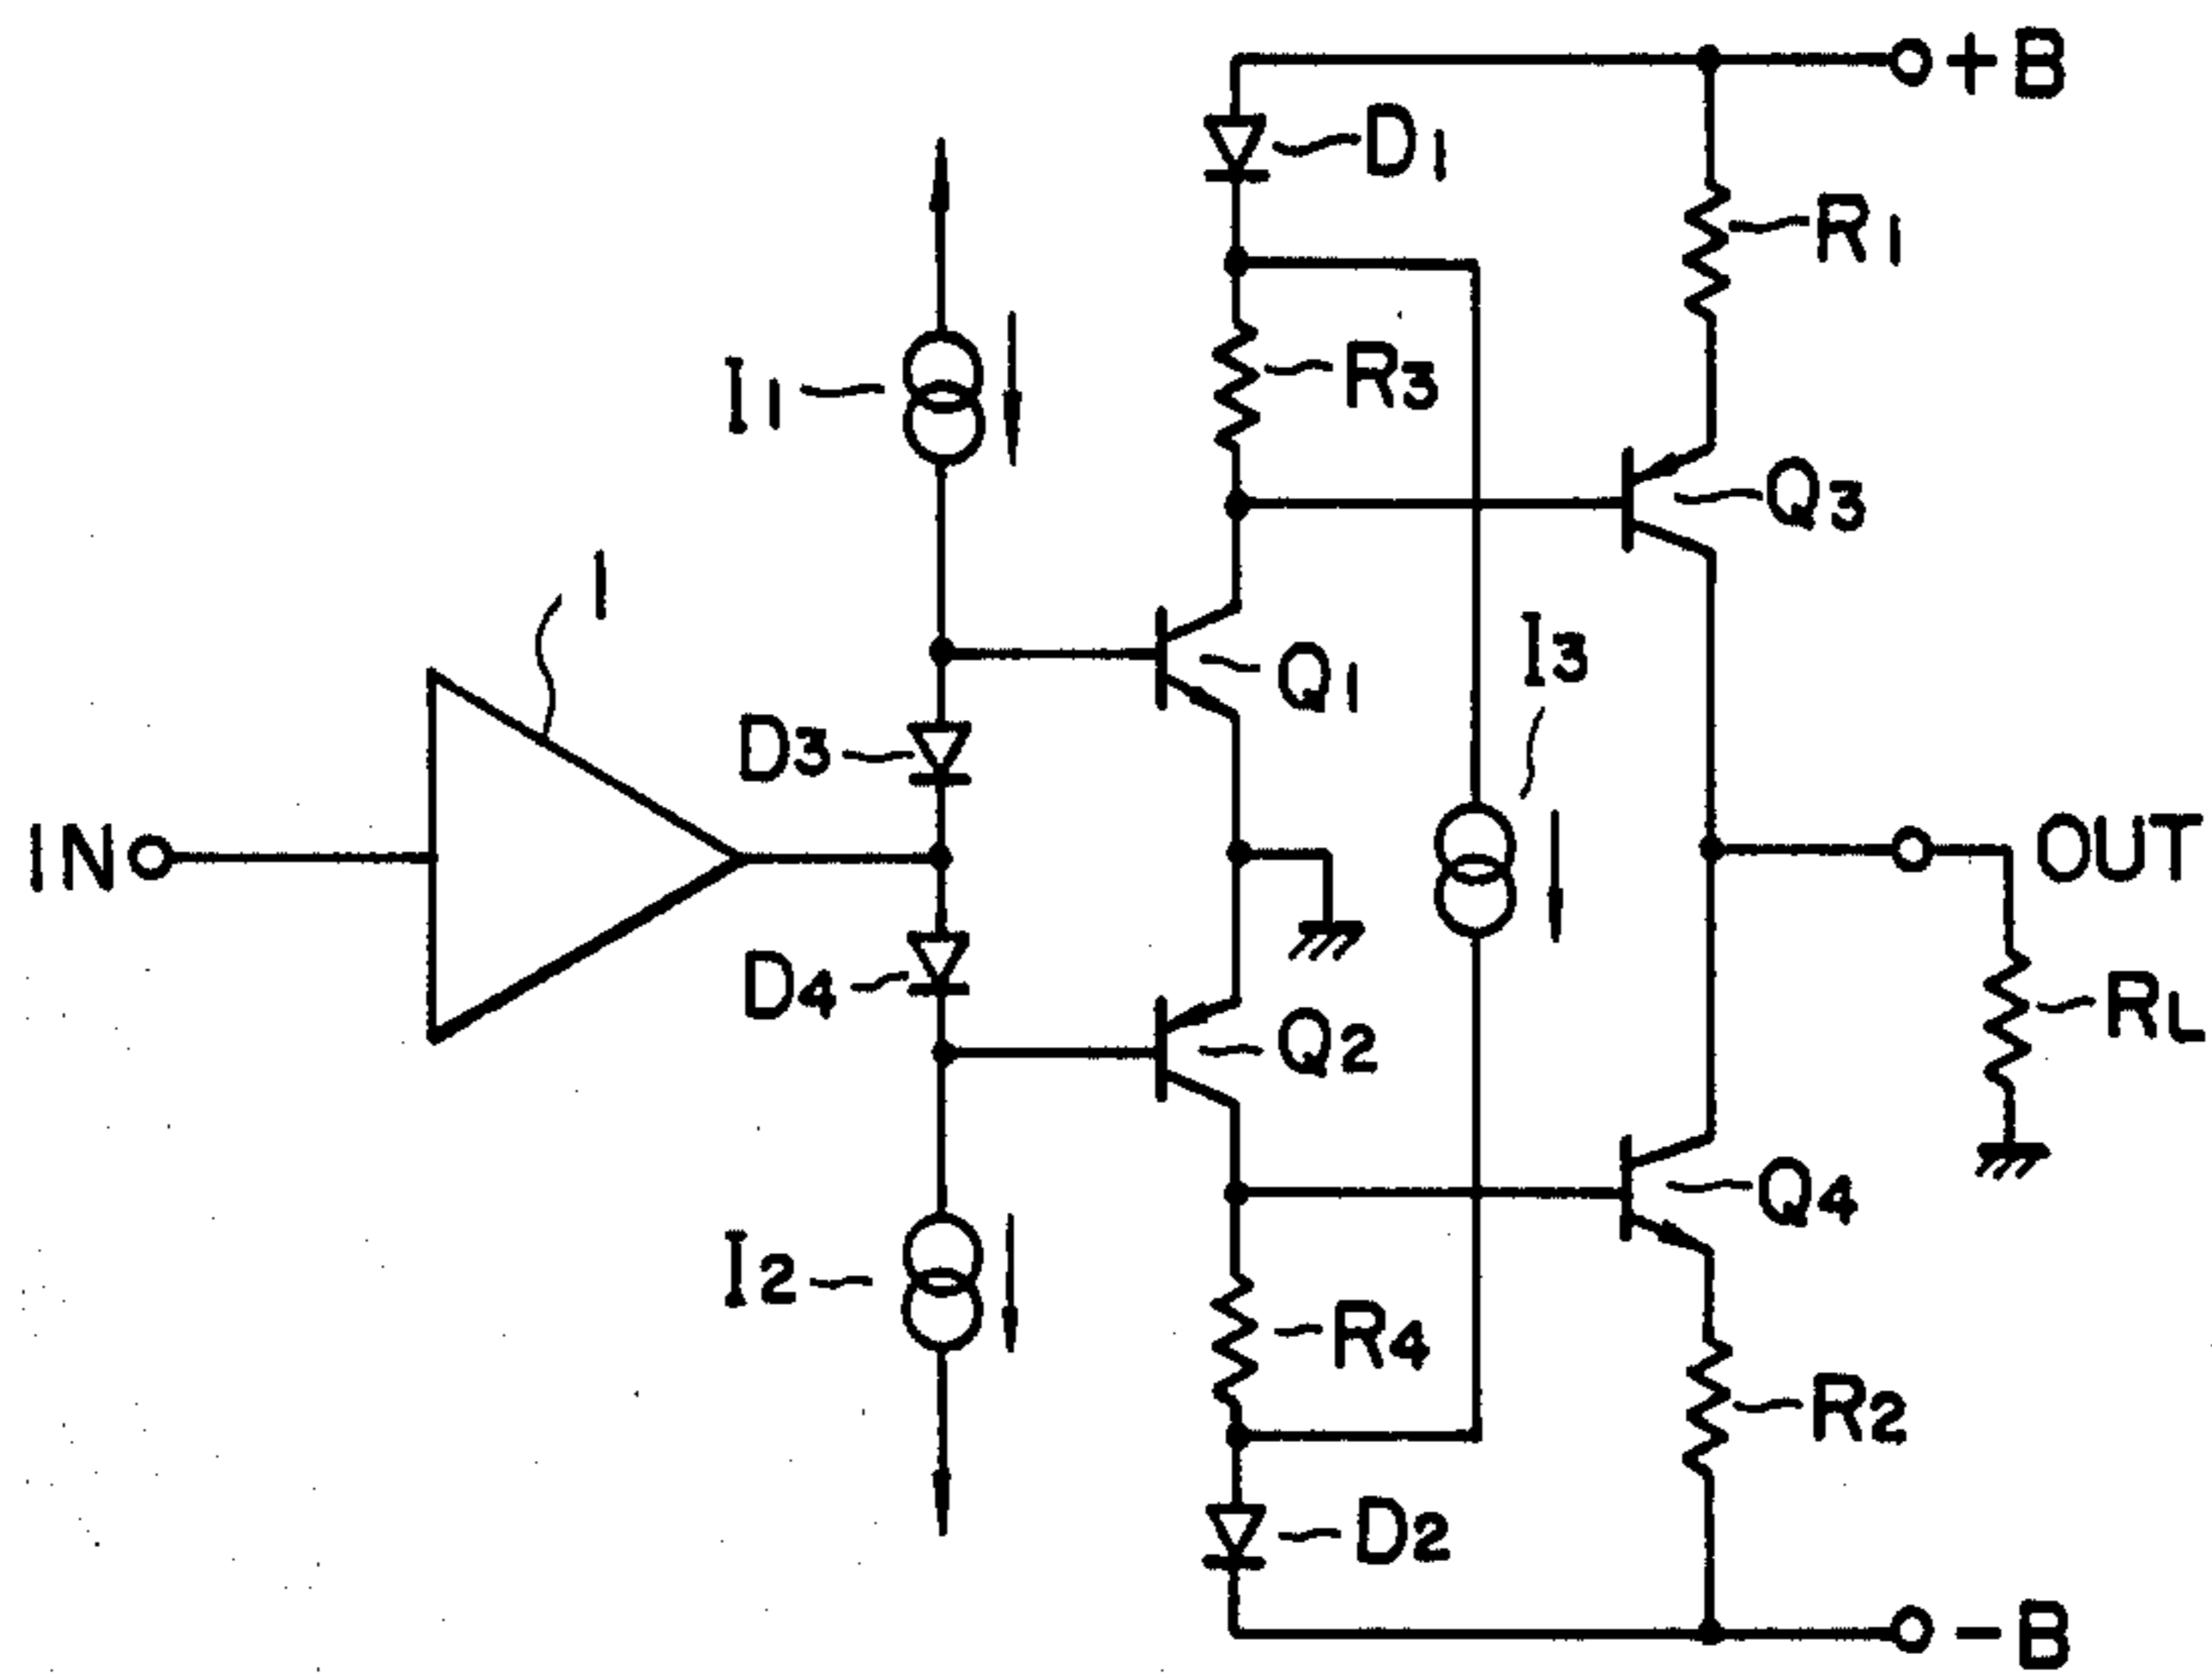 +B
D1
R1
I1
R3
Q3
1
I3
Q1
D3
IN
OUT
D4
RL
Q2
Q4
I2
R4
R2
D2
-B